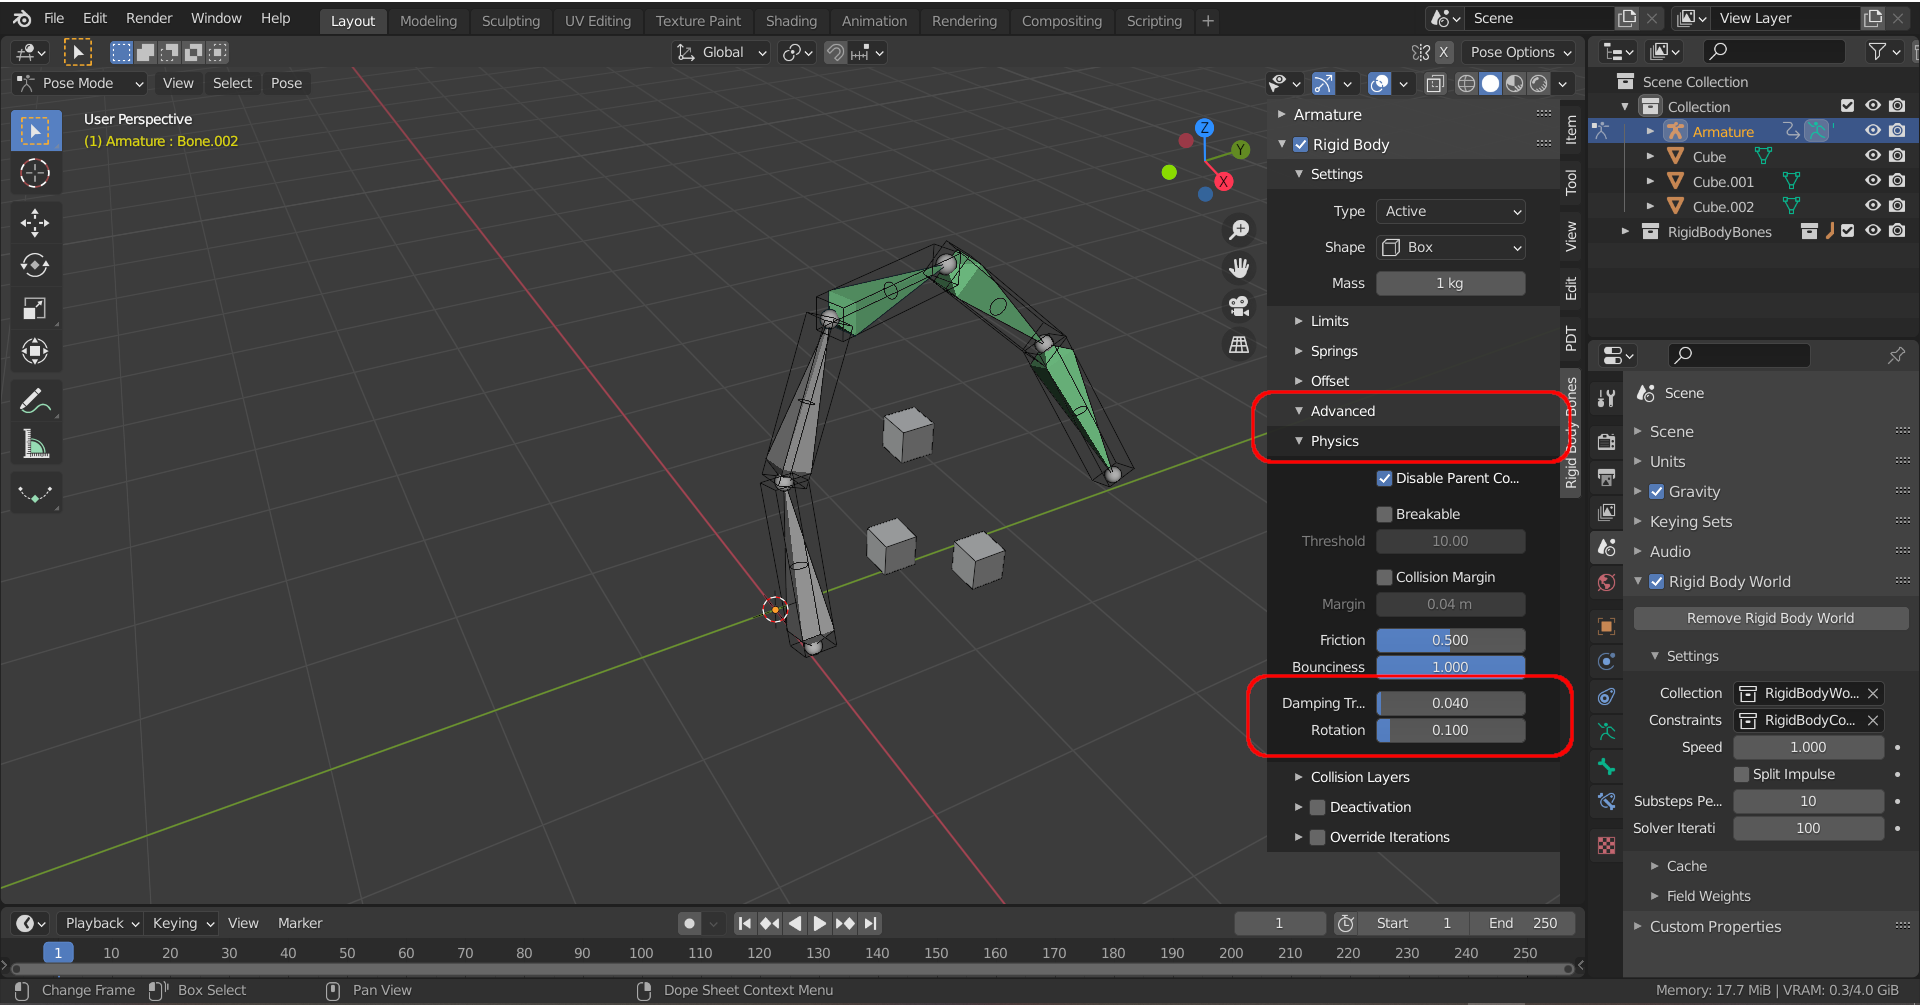 File Edit Render Window Help Layout Modeling Sculpting UV Editing Texture Paint Shading Animation Rendering Compositing Scripting + Scene View Layer
Global X Pose Options
Pose Mode View Select Pose
User Perspective
(1) Armature : Bone.002
Z
Y
X
Armature
Rigid Body
Settings
Type Active
Shape Box
Mass 1 kg
Limits
Springs
Offset
Advanced
Physics
Disable Parent Co...
Breakable
Threshold 10.00
Collision Margin
Margin 0.04 m
Friction 0.500
Bounciness 1.000
Damping Tr... 0.040
Rotation 0.100
Collision Layers
Deactivation
Override Iterations
Item
Tool
View
Edit
PDT
Rigid Body Bones
Scene Collection
Collection
Armature
Cube
Cube.001
Cube.002
RigidBodyBones
Scene
Scene
Units
Gravity
Keying Sets
Audio
Rigid Body World
Remove Rigid Body World
Settings
Collection RigidBodyWo...
Constraints RigidBodyCo...
Speed 1.000
Split Impulse
Substeps Pe... 10
Solver Iterati 100
Cache
Field Weights
Custom Properties
Playback Keying View Marker 1 Start 1 End 250
1 10 20 30 40 50 60 70 80 90 100 110 120 130 140 150 160 170 180 190 200 210 220 230 240 250
Change Frame Box Select Pan View Dope Sheet Context Menu Memory: 17.7 MiB | VRAM: 0.3/4.0 GiB